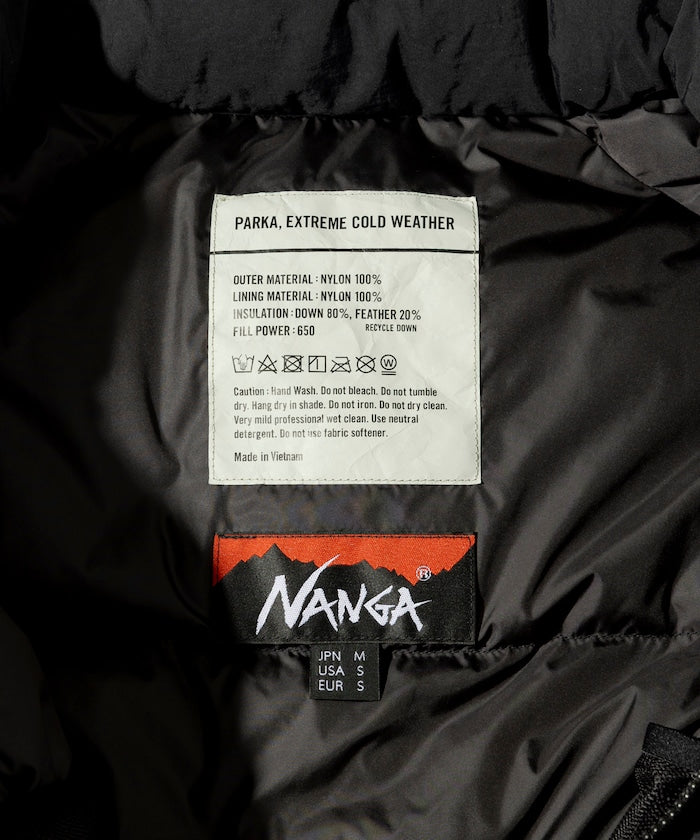 PARKA, EXTREME COLD WEATHER
OUTER MATERIAL : NYLON 100%
LINING MATERIAL : NYLON 100%
INSULATION : DOWN 80%, FEATHER 20%
FILL POWER : 650 RECYCLE DOWN
W
Caution : Hand Wash. Do not bleach. Do not tumble
dry. Hang dry in shade. Do not iron. Do not dry clean.
Very mild professional wet clean. Use neutral
detergent. Do not use fabric softener.
Made in Vietnam
NANGA®
JPN M
USA S
EUR S